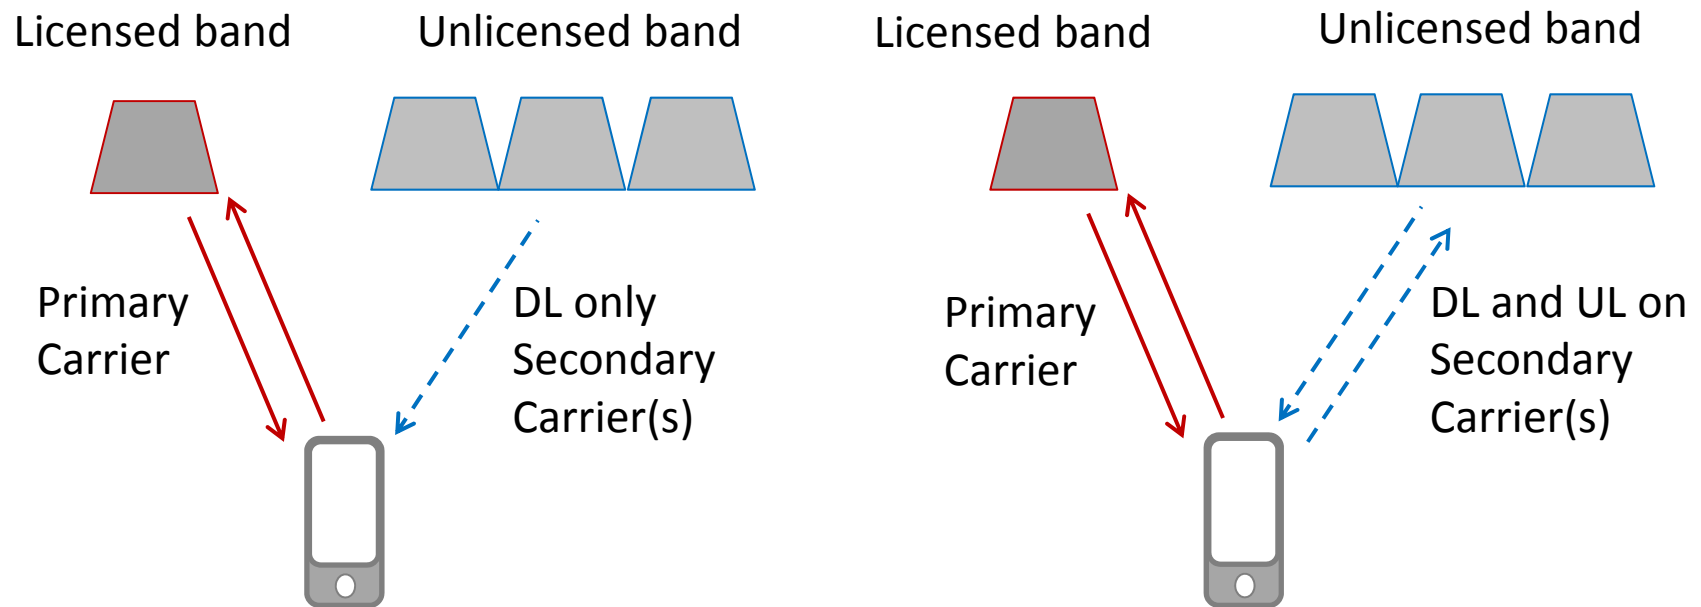 Licensed band
Unlicensed band
Primary
Carrier
DL only
Secondary
Carrier(s)
Licensed band
Unlicensed band
Primary
Carrier
DL and UL on
Secondary
Carrier(s)